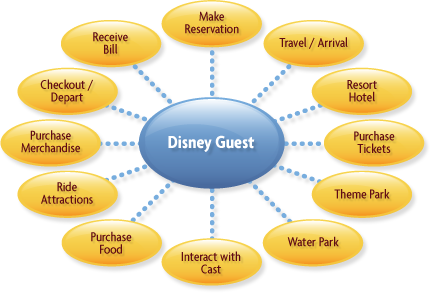 Make
Reservation
Travel / Arrival
Resort
Hotel
Purchase
Tickets
Theme Park
Water Park
Interact with
Cast
Purchase
Food
Ride
Attractions
Purchase
Merchandise
Checkout /
Depart
Receive
Bill
Disney Guest